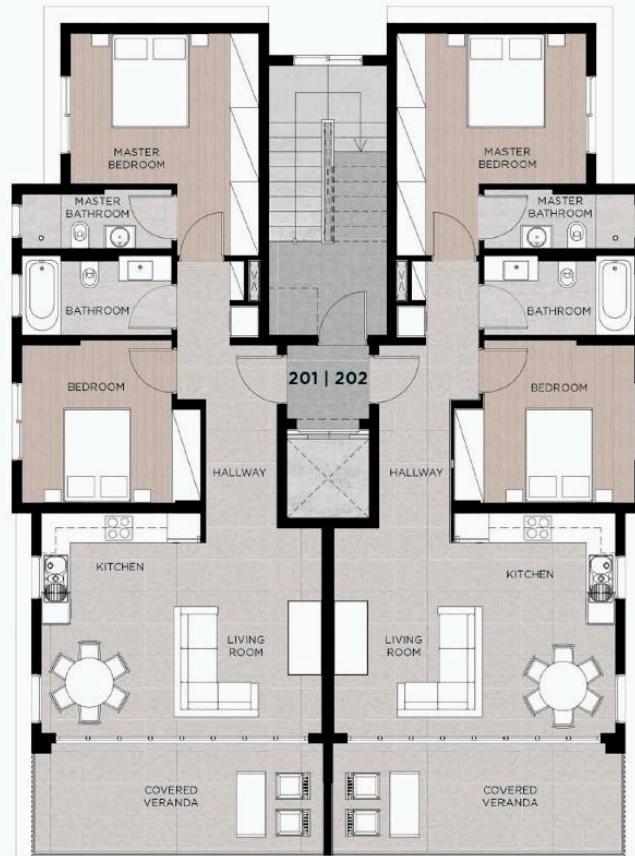 MASTER
BEDROOM
MASTER
BEDROOM
MASTER
BATHROOM
MASTER
BATHROOM
BATHROOM
BATHROOM
BEDROOM
201 | 202
BEDROOM
HALLWAY
HALLWAY
KITCHEN
KITCHEN
LIVING
ROOM
LIVING
ROOM
COVERED
VERANDA
COVERED
VERANDA